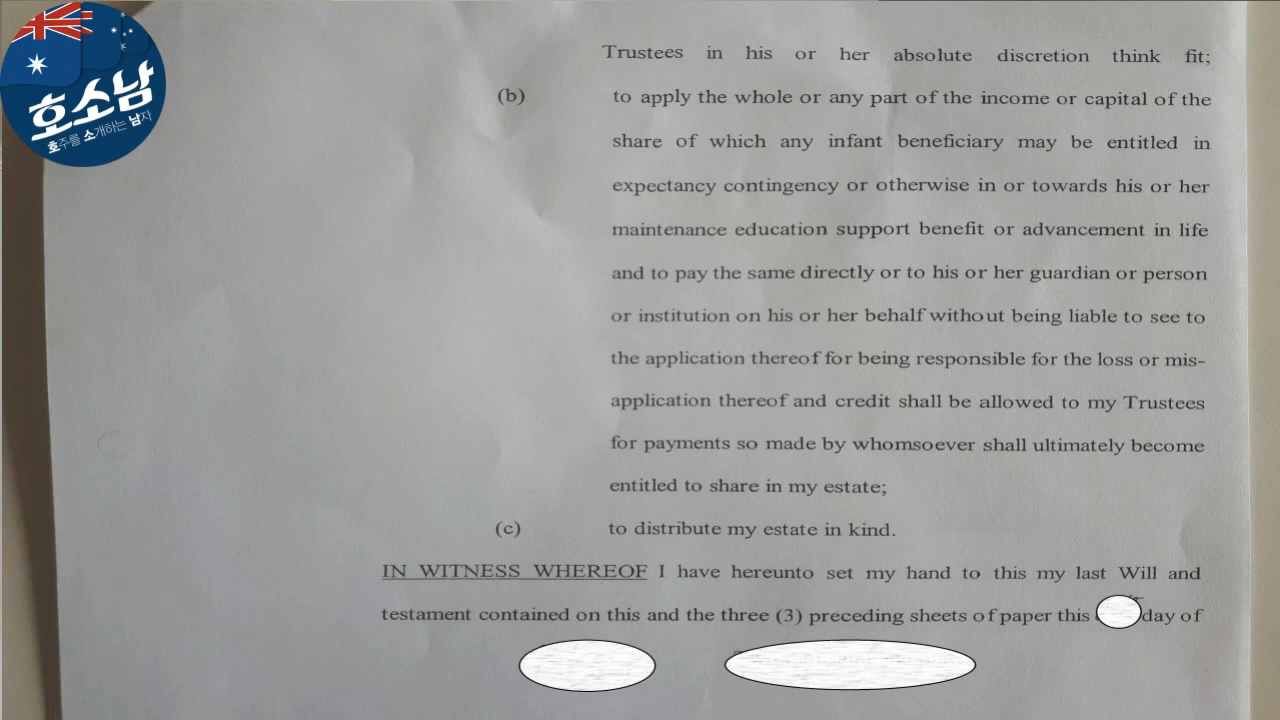 호소남
호주를 소개하는 남자
Trustees in his or her absolute discretion think fit;
(b) to apply the whole or any part of the income or capital of the
share of which any infant beneficiary may be entitled in
expectancy contingency or otherwise in or towards his or her
maintenance education support benefit or advancement in life
and to pay the same directly or to his or her guardian or person
or institution on his or her behalf without being liable to see to
the application thereof for being responsible for the loss or mis-
application thereof and credit shall be allowed to my Trustees
for payments so made by whomsoever shall ultimately become
entitled to share in my estate;
(c) to distribute my estate in kind.
IN WITNESS WHEREOF I have hereunto set my hand to this my last Will and
testament contained on this and the three (3) preceding sheets of paper this day of